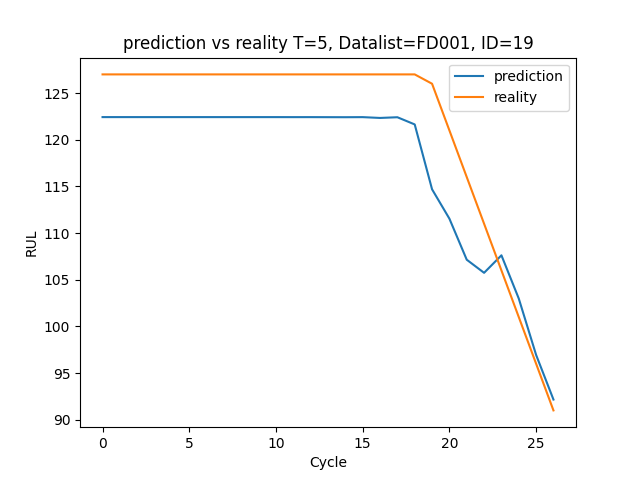 prediction vs reality T=5, Datalist=FD001, ID=19
prediction
reality
RUL
125
120
115
110
105
100
95
90
0 5 10 15 20 25
Cycle